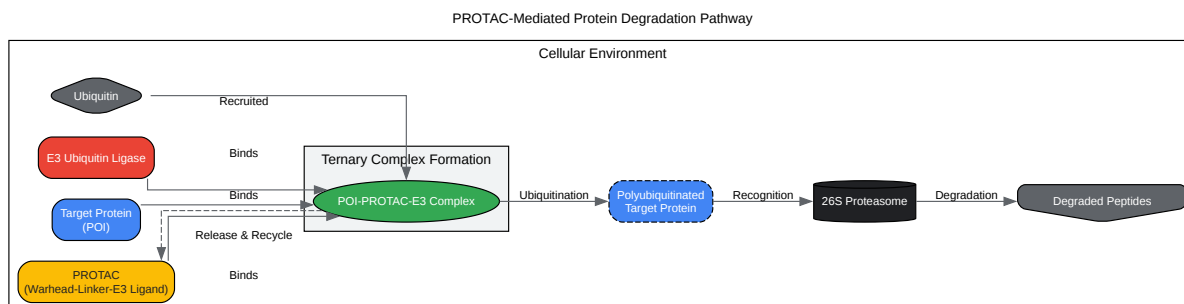 PROTAC-Mediated Protein Degradation Pathway
Cellular Environment
Ubiquitin
Recruited
E3 Ubiquitin Ligase
Binds
Ternary Complex Formation
Target Protein
(POI)
Binds
POI-PROTAC-E3 Complex
Ubiquitination
Polyubiquitinated
Target Protein
Recognition
26S Proteasome
Degradation
Degraded Peptides
Release & Recycle
PROTAC
(Warhead-Linker-E3 Ligand)
Binds